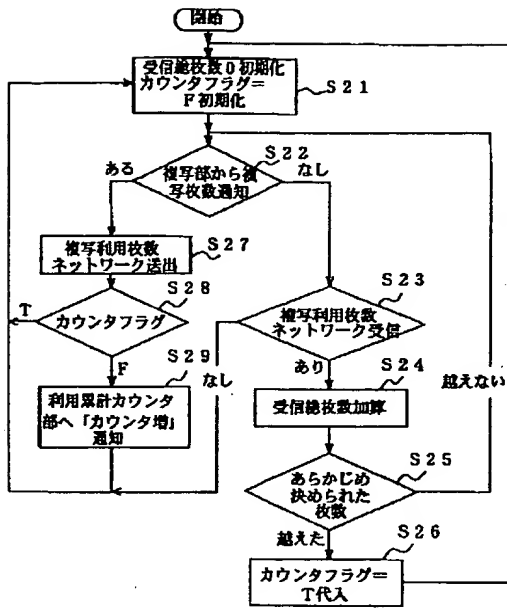 開始
受信総枚数0初期化
カウンタフラグ=
F初期化
S21
S22
ある
複写部から複
写枚数通知
なし
S27
複写利用枚数
ネットワーク送出
S28
T
カウンタフラグ
F
S23
複写利用枚数
ネットワーク受信
なし
あり
S29
利用累計カウンタ
部へ「カウンタ増」
通知
S24
受信総枚数加算
越えない
S25
あらかじめ
決められた
枚数
越えた
S26
カウンタフラグ=
T代入